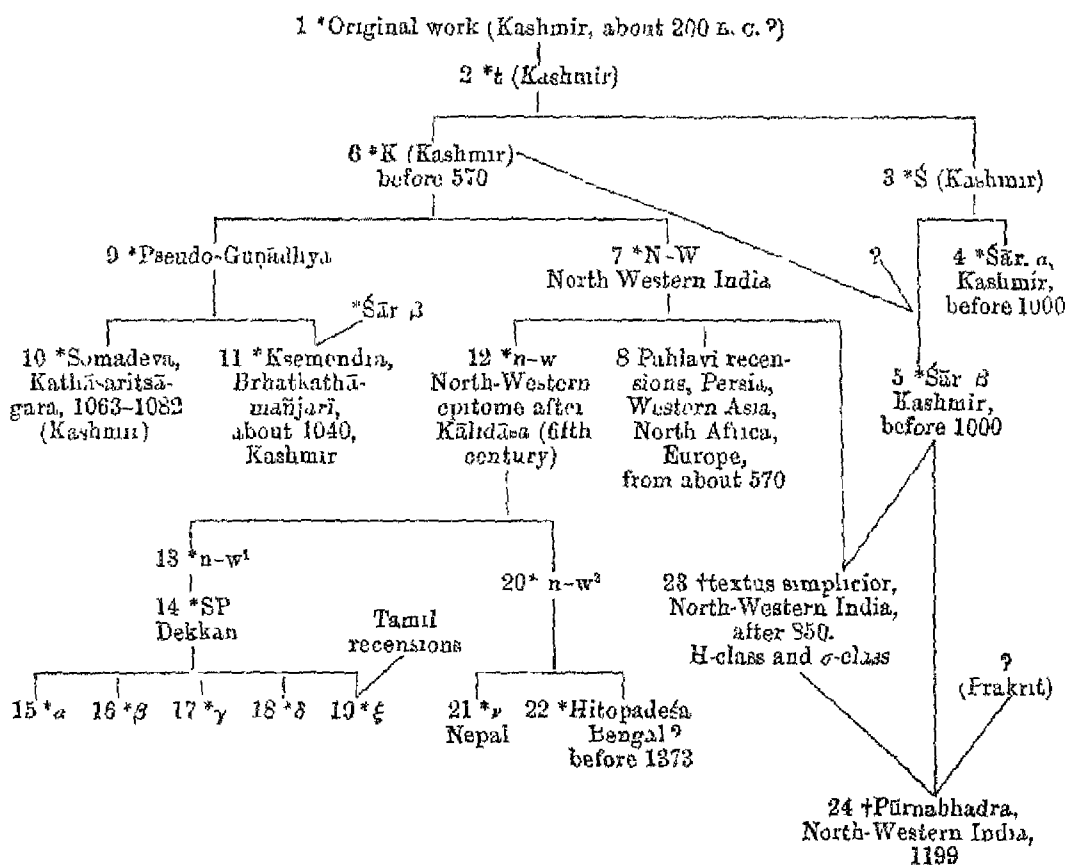 1 *Original work (Kashmir, about 200 B. C. ?)
2 *t (Kashmir)
6 *K (Kashmir)
before 570
3 *Ś (Kashmir)
9 *Pseudo-Guṇāḍhya
7 *N-W
North Western India
?
4 *Śār. α,
Kashmir,
before 1000
*Śār β
10 *Somadeva,
Kathāsaritsā-
gara, 1063-1082
(Kashmir)
11 *Ksemendra,
Bṛhatkathā-
mañjarī,
about 1040,
Kashmir
12 *n-w
North-Western
epitome after
Kālidāsa (fifth
century)
8 Pahlavi recen-
sions, Persia,
Western Asia,
North Africa,
Europe,
from about 570
5 *Śār β
Kashmir,
before 1000
13 *n-w¹
14 *SP
Dekkan
20* n-w²
Tamil
recensions
23 †textus simplicior,
North-Western India,
after 850.
H-class and σ-class
?
(Prakrit)
15 *α 16 *β 17 *γ 18 *δ 19 *ξ
21 *ν
Nepal
22 *Hitopadeśa
Bengal ?
before 1373
24 †Pūrnabhadra,
North-Western India,
1199